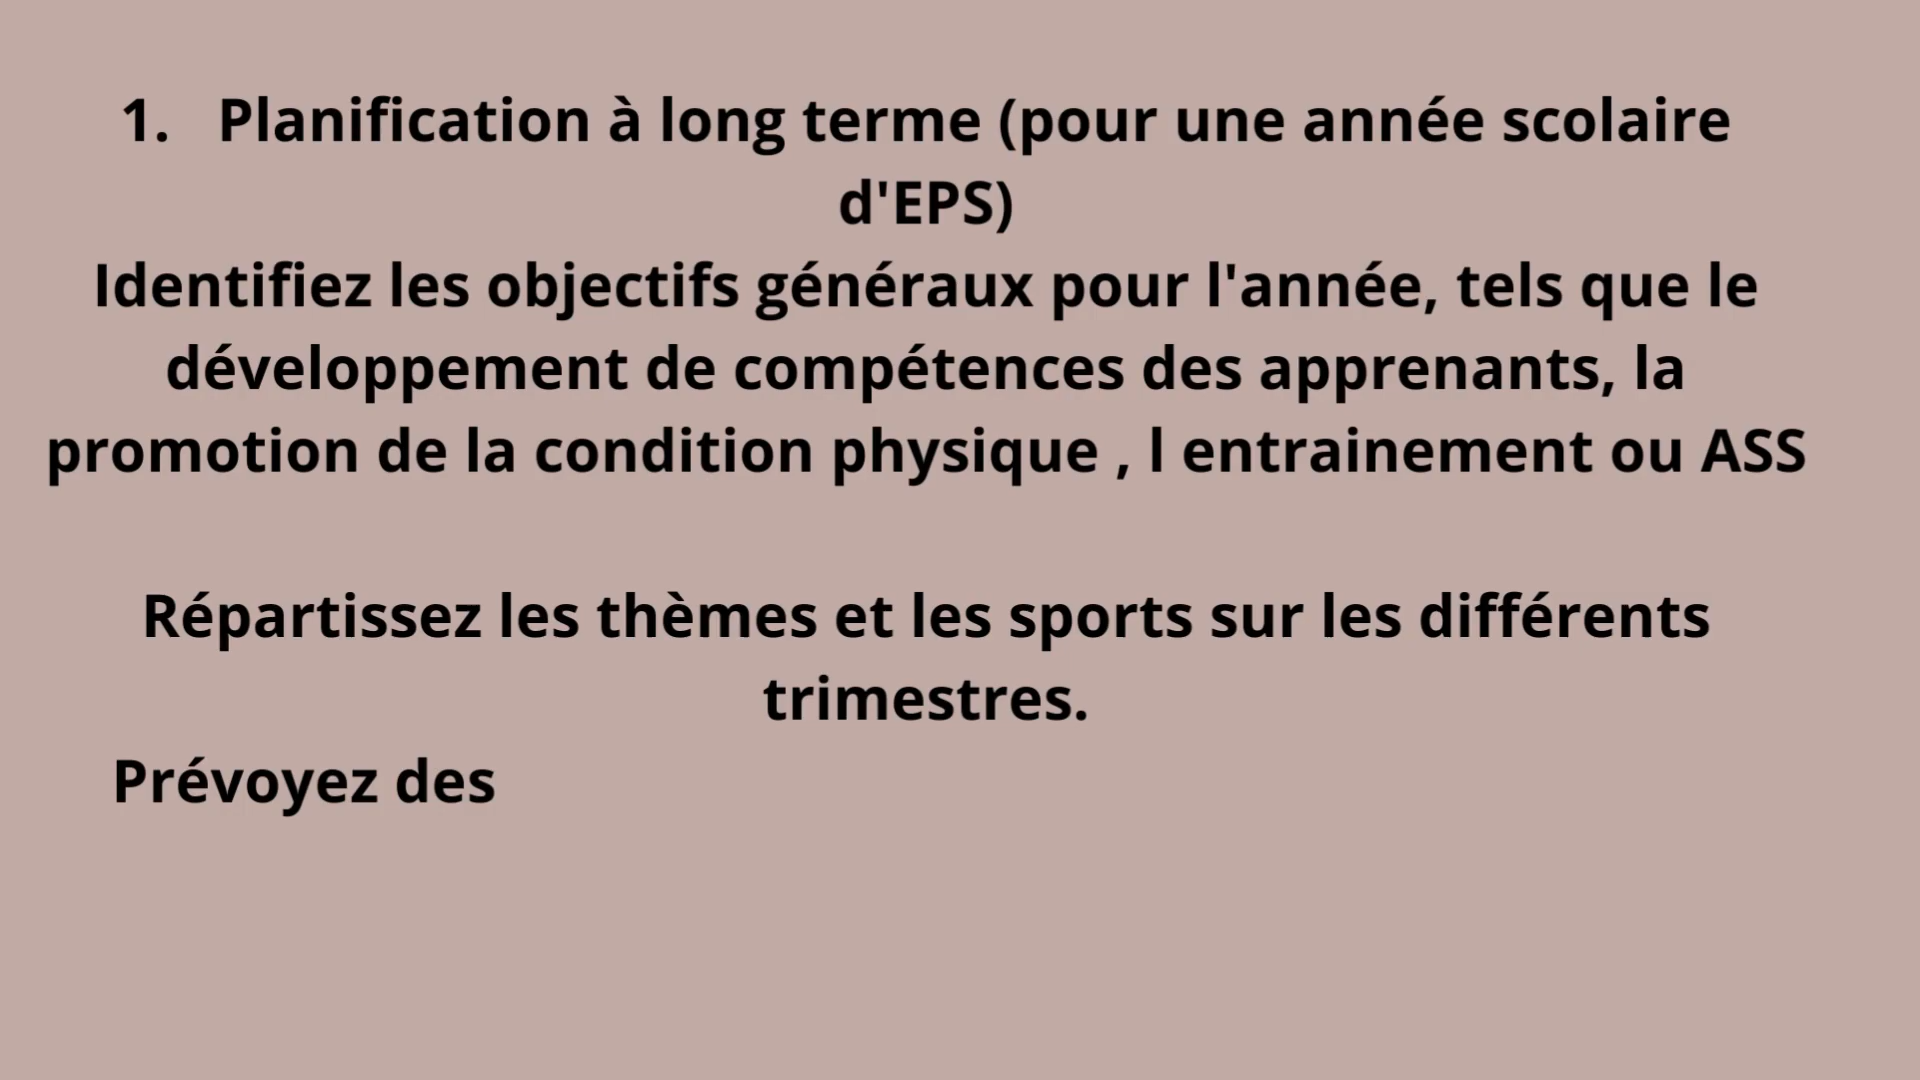 1. Planification à long terme (pour une année scolaire
d'EPS)
Identifiez les objectifs généraux pour l'année, tels que le
développement de compétences des apprenants, la
promotion de la condition physique , l entrainement ou ASS
Répartissez les thèmes et les sports sur les différents
trimestres.
Prévoyez des